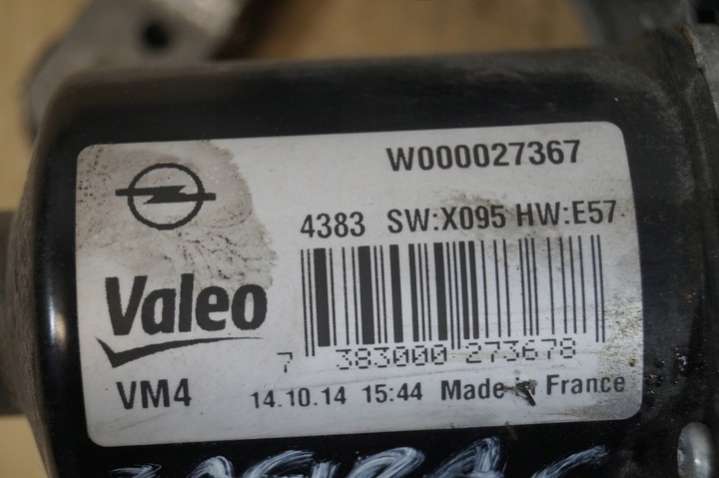 W000027367
4383 SW:X095 HW:E57
Valeo
7 383000 273678
VM4
14.10.14 15:44 Made in France